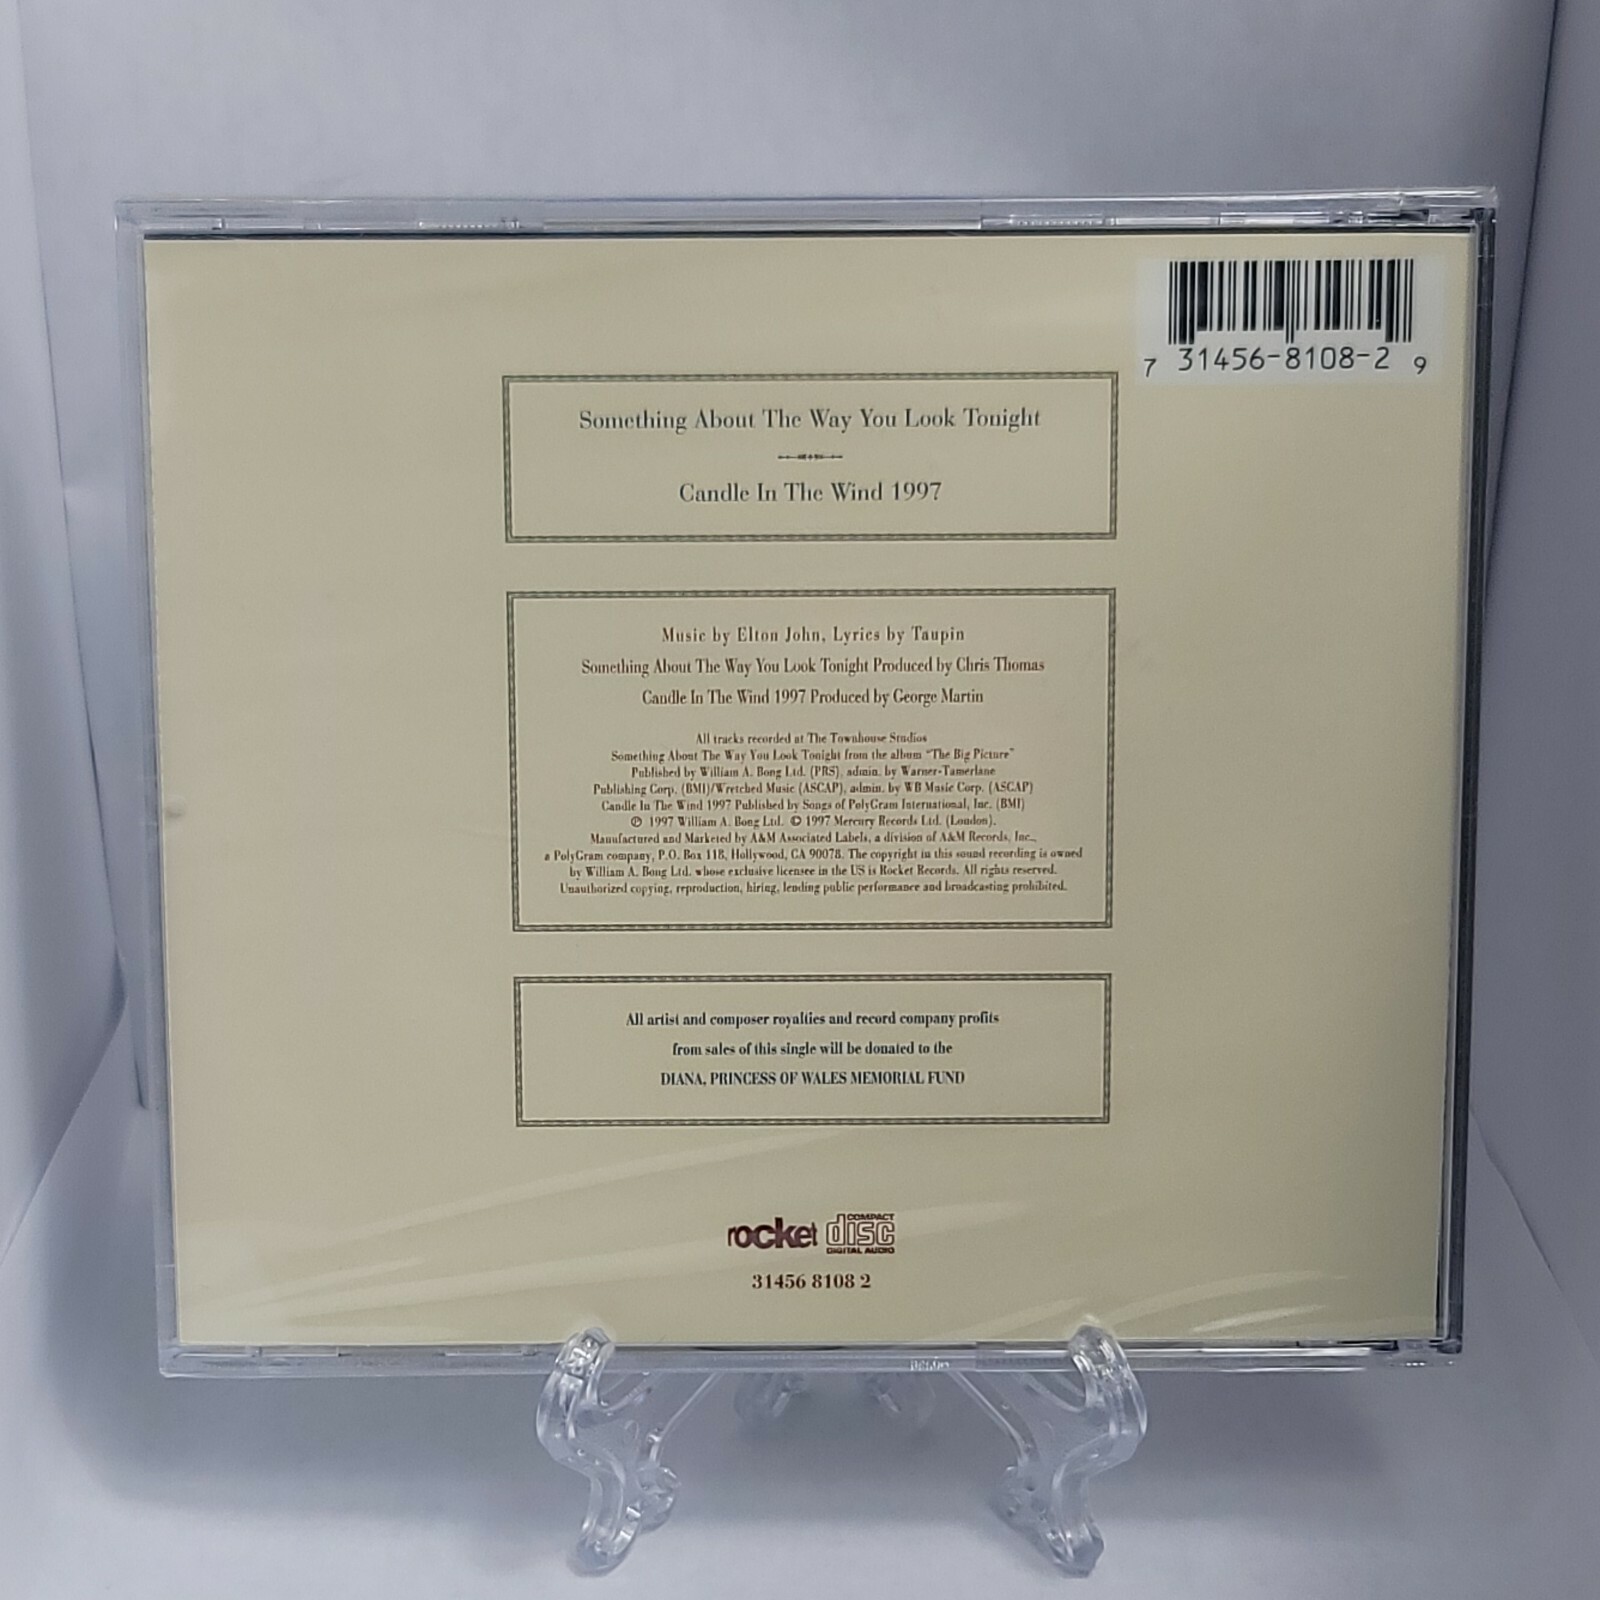 7 31456-8108-2 9
Something About The Way You Look Tonight
Candle In The Wind 1997
Music by Elton John, Lyrics by Taupin
Something About The Way You Look Tonight Produced by Chris Thomas
Candle In The Wind 1997 Produced by George Martin
All tracks recorded at The Townhouse Studios
Something About The Way You Look Tonight from the album "The Big Picture"
Published by William A. Bong Ltd. (PRS), admin. by Warner-Tamerlane
Publishing Corp. (BMI)/Wretched Music (ASCAP), admin. by WB Music Corp. (ASCAP)
Candle In The Wind 1997 Published by Songs of PolyGram International, Inc. (BMI)
℗ 1997 William A. Bong Ltd. © 1997 Mercury Records Ltd. (London).
Manufactured and Marketed by A&M Associated Labels, a division of A&M Records, Inc.,
a PolyGram company, P.O. Box 118, Hollywood, CA 90078. The copyright in this sound recording is owned
by William A. Bong Ltd. whose exclusive licensee in the US is Rocket Records. All rights reserved.
Unauthorized copying, reproduction, hiring, lending public performance and broadcasting prohibited.
All artist and composer royalties and record company profits
from sales of this single will be donated to the
DIANA, PRINCESS OF WALES MEMORIAL FUND
rocket COMPACT disc DIGITAL AUDIO
31456 8108 2